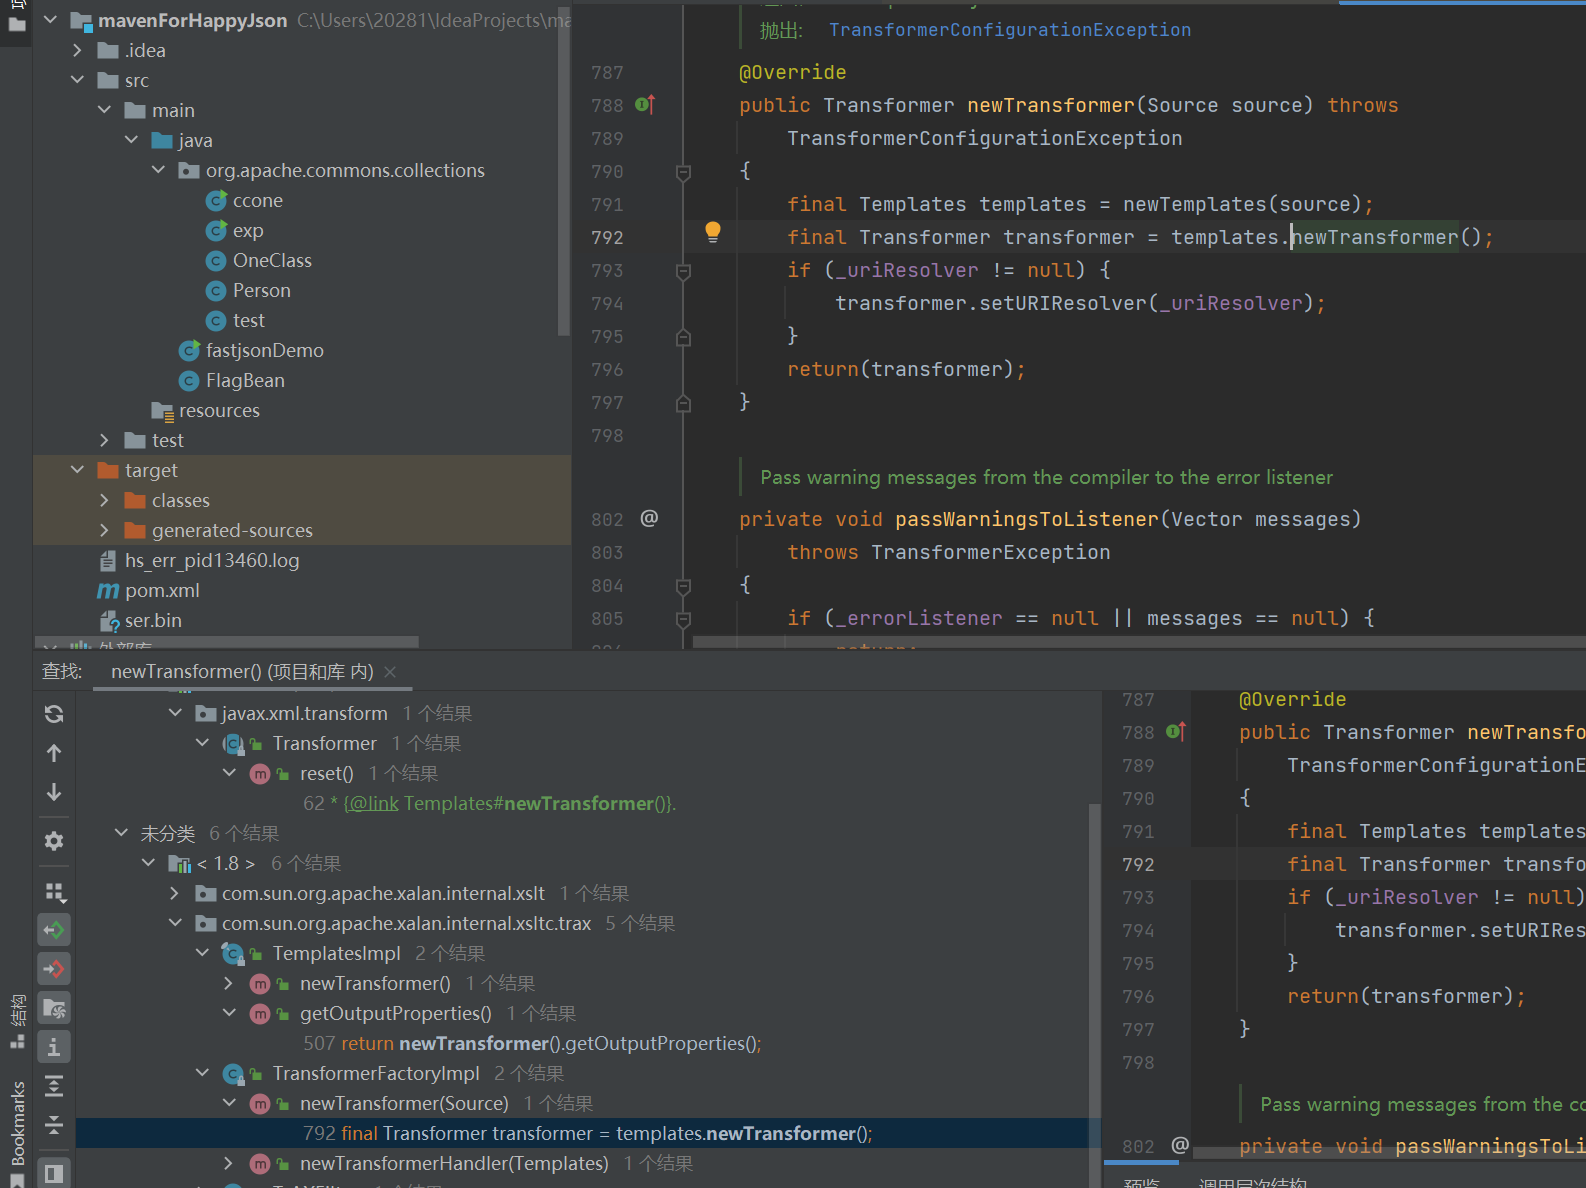 mavenForHappyJson C:\Users\20281\IdeaProjects\ma
.idea
src
main
java
org.apache.commons.collections
ccone
exp
OneClass
Person
test
fastjsonDemo
FlagBean
resources
test
target
classes
generated-sources
hs_err_pid13460.log
pom.xml
ser.bin
外部库
抛出: TransformerConfigurationException
787 @Override
788 public Transformer newTransformer(Source source) throws
789 TransformerConfigurationException
790 {
791 final Templates templates = newTemplates(source);
792 final Transformer transformer = templates.newTransformer();
793 if (_uriResolver != null) {
794 transformer.setURIResolver(_uriResolver);
795 }
796 return(transformer);
797 }
798
Pass warning messages from the compiler to the error listener
802 @ private void passWarningsToListener(Vector messages)
803 throws TransformerException
804 {
805 if (_errorListener == null || messages == null) {
return;
查找: newTransformer() (项目和库 内)
javax.xml.transform 1 个结果
Transformer 1 个结果
reset() 1 个结果
62 * {@link Templates#newTransformer()}.
未分类 6 个结果
< 1.8 > 6 个结果
com.sun.org.apache.xalan.internal.xslt 1 个结果
com.sun.org.apache.xalan.internal.xsltc.trax 5 个结果
TemplatesImpl 2 个结果
newTransformer() 1 个结果
getOutputProperties() 1 个结果
507 return newTransformer().getOutputProperties();
TransformerFactoryImpl 2 个结果
newTransformer(Source) 1 个结果
792 final Transformer transformer = templates.newTransformer();
newTransformerHandler(Templates) 1 个结果
787 @Override
788 public Transformer newTransfo
789 TransformerConfigurationE
790 {
791 final Templates templates
792 final Transformer transfo
793 if (_uriResolver != null)
794 transformer.setURIRes
795 }
796 return(transformer);
797 }
798
Pass warning messages from the co
802 @ private void passWarningsToLi
预览 调用层次结构
结构
Bookmarks